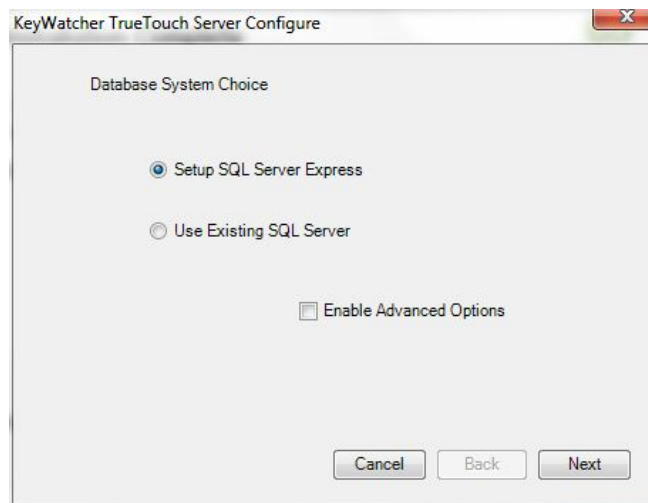 KeyWatcher TrueTouch Server Configure
Database System Choice
Setup SQL Server Express
Use Existing SQL Server
Enable Advanced Options
Cancel Back Next